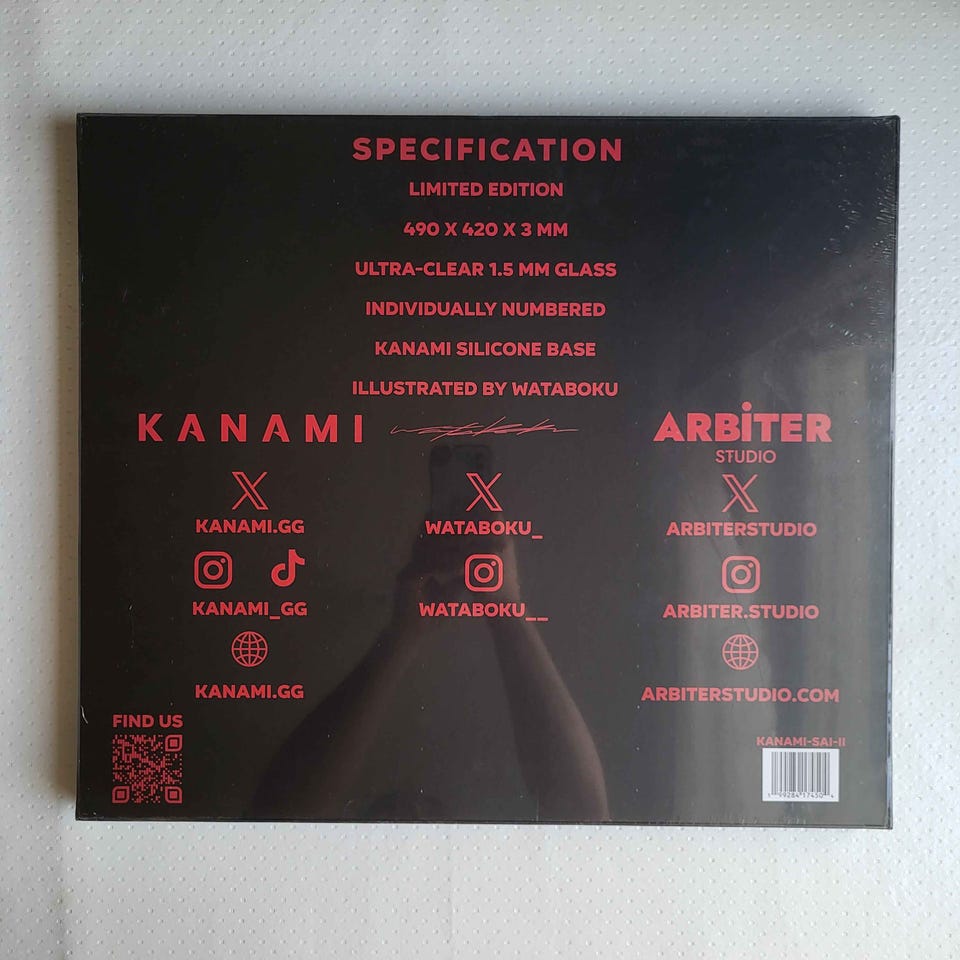 SPECIFICATION
LIMITED EDITION
490 X 420 X 3 MM
ULTRA-CLEAR 1.5 MM GLASS
INDIVIDUALLY NUMBERED
KANAMI SILICONE BASE
ILLUSTRATED BY WATABOKU
KANAMI
KANAMI.GG
KANAMI_GG
KANAMI.GG
WATABOKU_
WATABOKU__
ARBITER
STUDIO
ARBITERSTUDIO
ARBITER.STUDIO
ARBITERSTUDIO.COM
FIND US
KANAMI-SAI-II